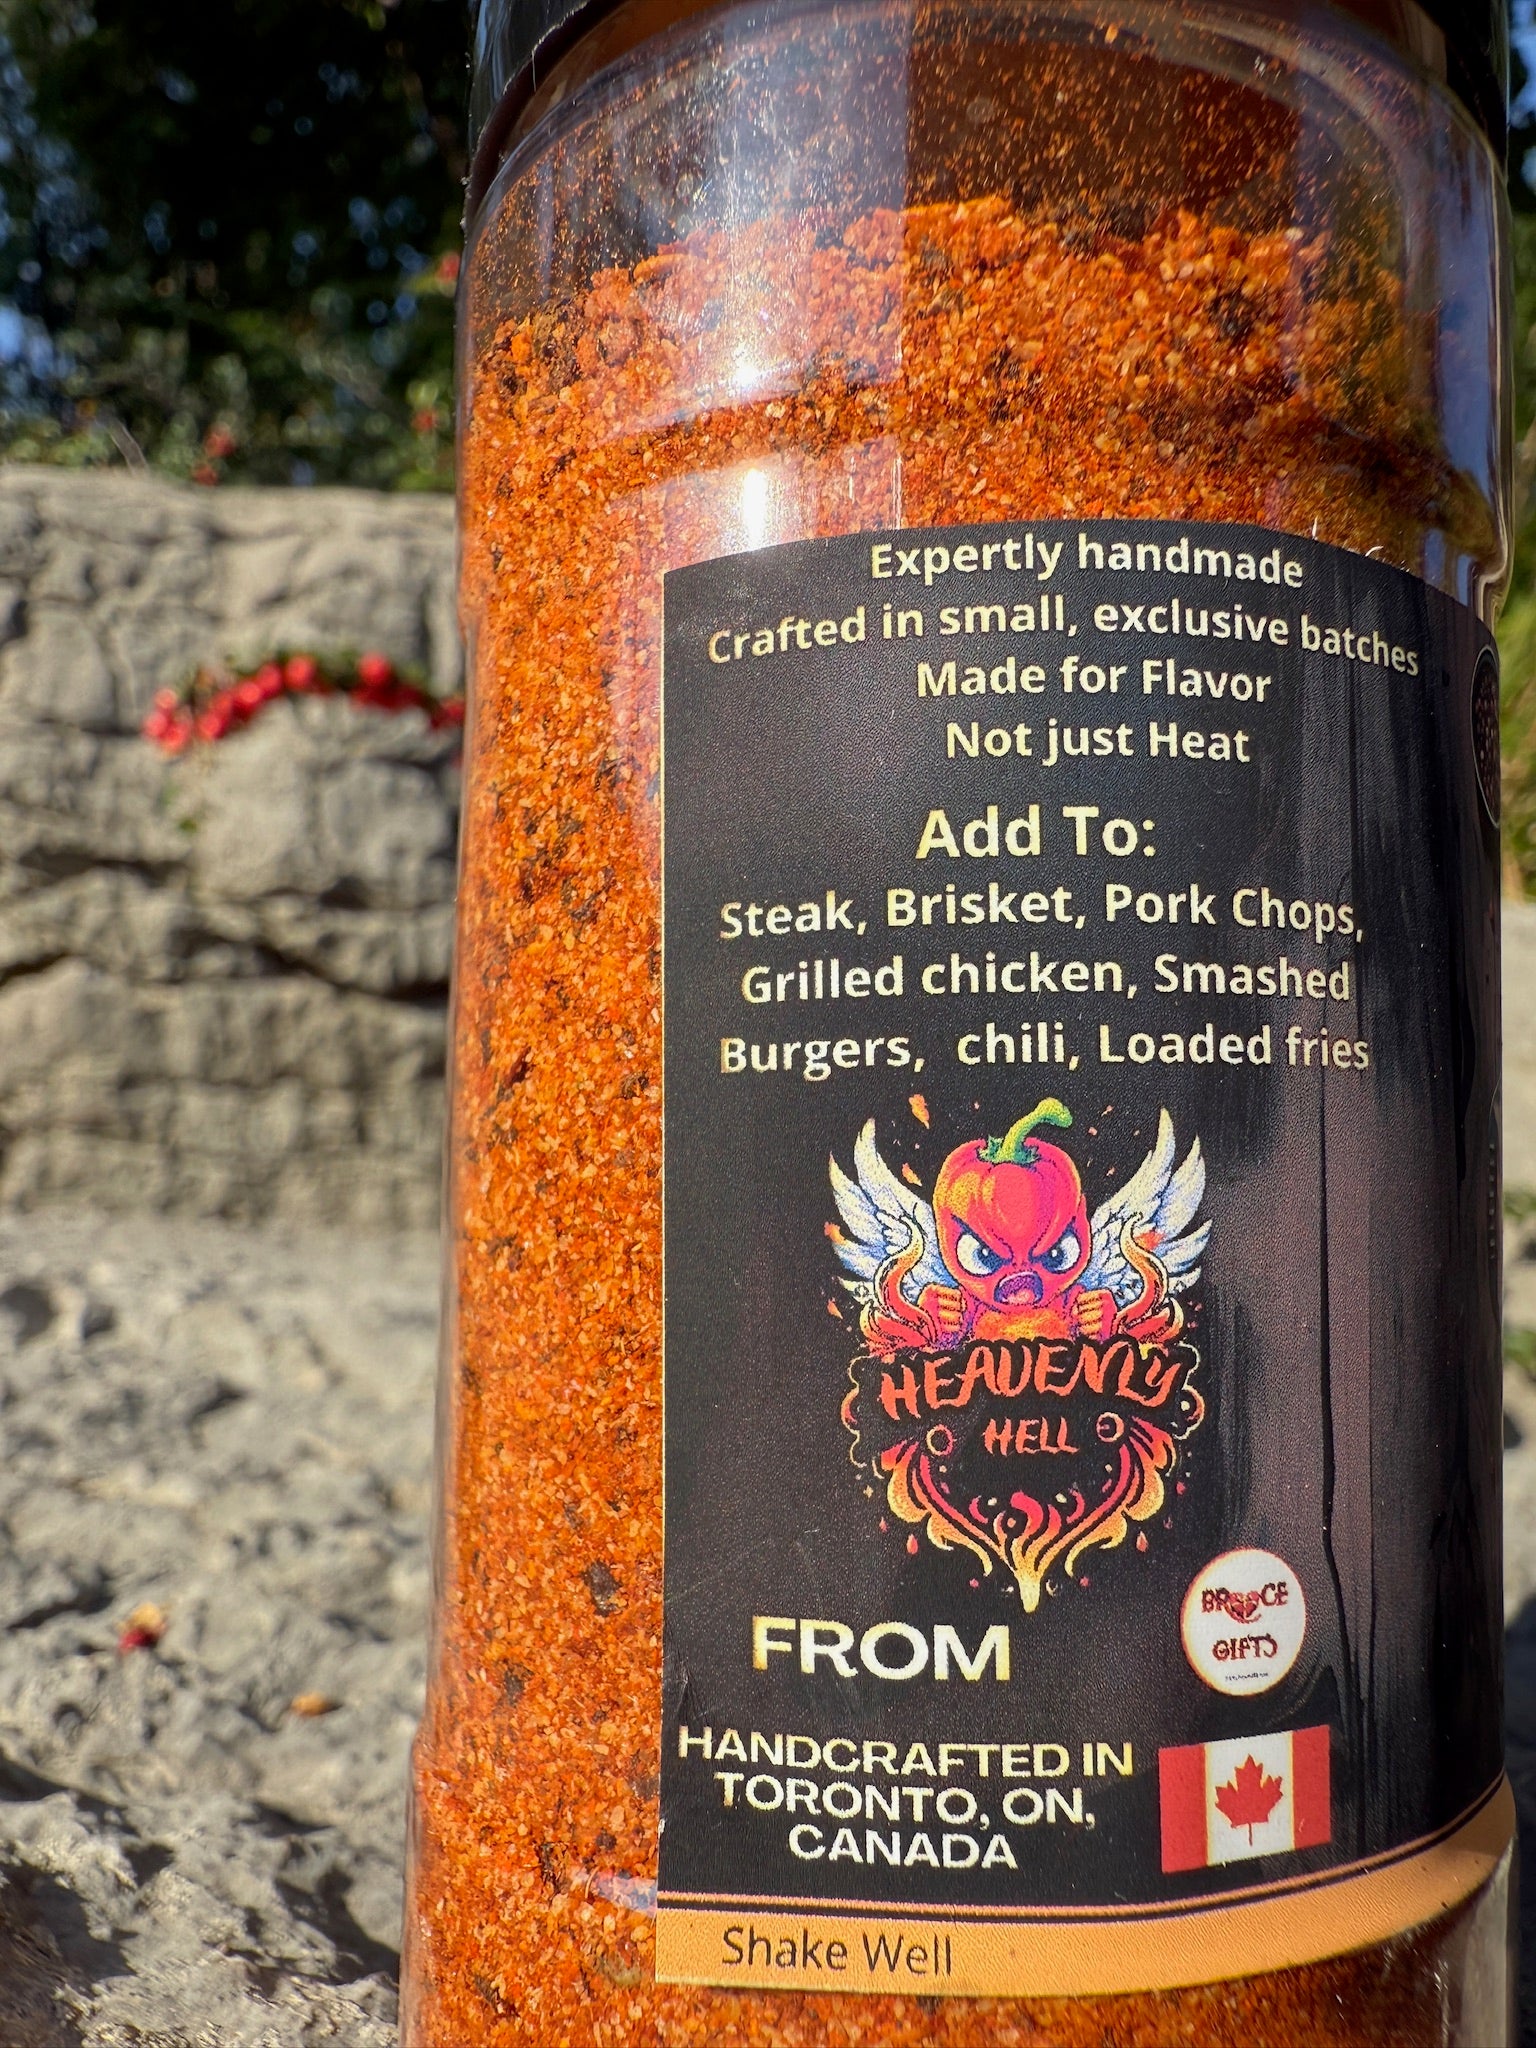 Expertly handmade
Crafted in small, exclusive batches
Made for Flavor
Not just Heat
Add To:
Steak, Brisket, Pork Chops,
Grilled chicken, Smashed
Burgers, chili, Loaded fries
HEAVENLY
HELL
FROM
GIFTS
HANDCRAFTED IN
TORONTO, ON,
CANADA
Shake Well